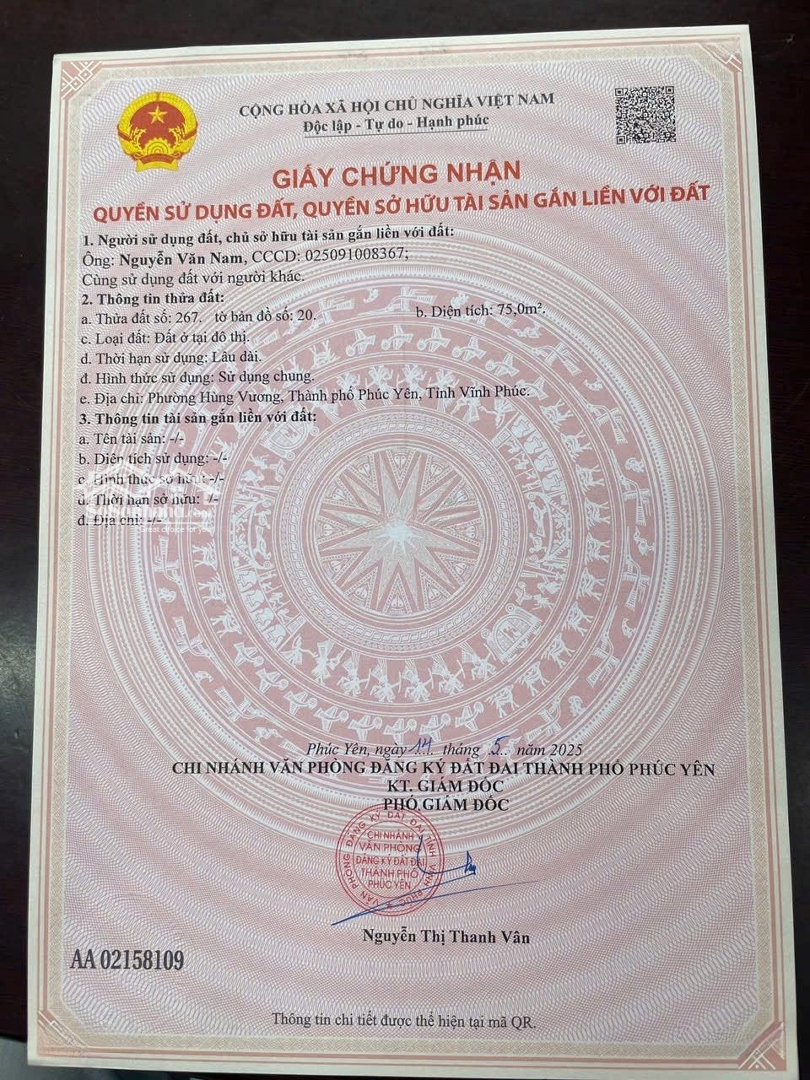 CỘNG HÒA XÃ HỘI CHỦ NGHĨA VIỆT NAM
Độc lập - Tự do - Hạnh phúc
GIẤY CHỨNG NHẬN
QUYỀN SỬ DỤNG ĐẤT, QUYỀN SỞ HỮU TÀI SẢN GẮN LIỀN VỚI ĐẤT
1. Người sử dụng đất, chủ sở hữu tài sản gắn liền với đất:
Ông: Nguyễn Văn Nam, CCCD: 025091008367;
Cùng sử dụng đất với người khác.
2. Thông tin thửa đất:
a. Thửa đất số: 267. tờ bản đồ số: 20. b. Diện tích: 75,0m².
c. Loại đất: Đất ở tại đô thị.
d. Thời hạn sử dụng: Lâu dài.
đ. Hình thức sử dụng: Sử dụng chung.
e. Địa chỉ: Phường Hùng Vương, Thành phố Phúc Yên, Tỉnh Vĩnh Phúc.
3. Thông tin tài sản gắn liền với đất:
a. Tên tài sản: -/-
b. Diện tích sử dụng: -/-
c. Hình thức sở hữu: -/-
d. Thời hạn sở hữu: -/-
đ. Địa chỉ: -/-
Phúc Yên, ngày 14 tháng 5 năm 2025
CHI NHÁNH VĂN PHÒNG ĐĂNG KÝ ĐẤT ĐAI THÀNH PHỐ PHÚC YÊN
KT. GIÁM ĐỐC
PHÓ GIÁM ĐỐC
VĂN PHÒNG ĐĂNG KÝ ĐẤT ĐAI TỈNH VĨNH PHÚC
CHI NHÁNH
VĂN PHÒNG
ĐĂNG KÝ ĐẤT ĐAI
THÀNH PHỐ
PHÚC YÊN
Nguyễn Thị Thanh Vân
AA 02158109
Thông tin chi tiết được thể hiện tại mã QR.